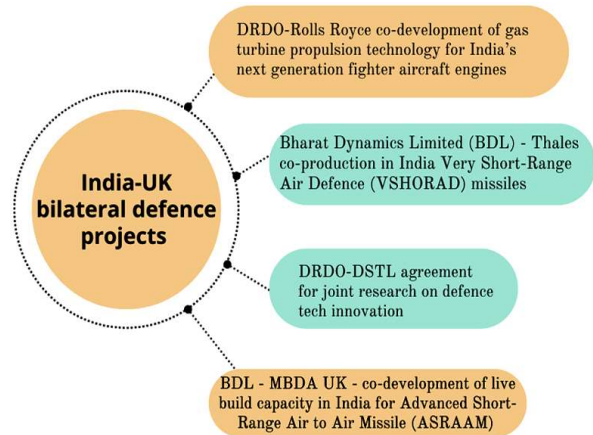 India-UK
bilateral defence
projects
DRDO-Rolls Royce co-development of gas
turbine propulsion technology for India's
next generation fighter aircraft engines
Bharat Dynamics Limited (BDL) - Thales
co-production in India Very Short-Range
Air Defence (VSHORAD) missiles
DRDO-DSTL agreement
for joint research on defence
tech innovation
BDL - MBDA UK - co-development of live
build capacity in India for Advanced Short-
Range Air to Air Missile (ASRAAM)